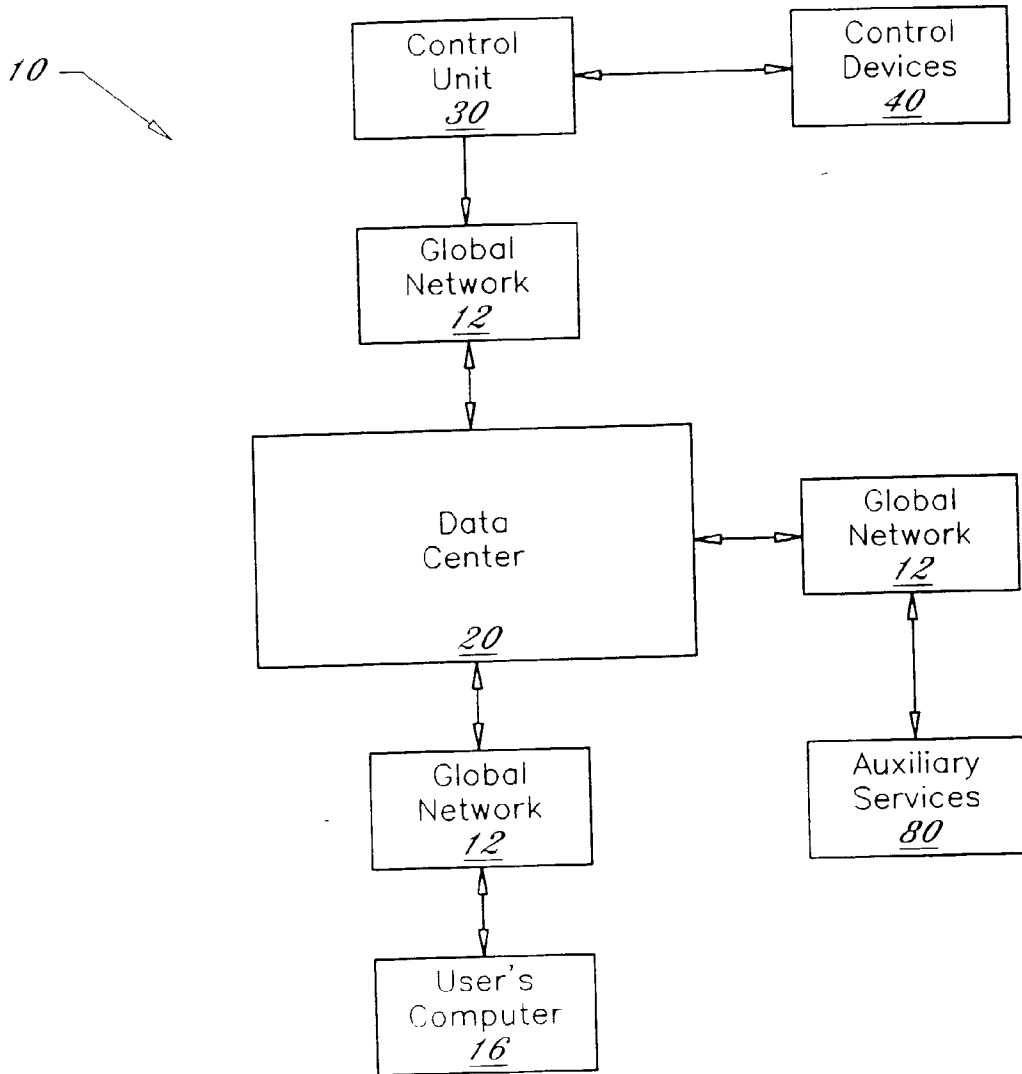 10
Control
Unit
30
Control
Devices
40
Global
Network
12
Data
Center
20
Global
Network
12
Global
Network
12
Auxiliary
Services
80
User's
Computer
16